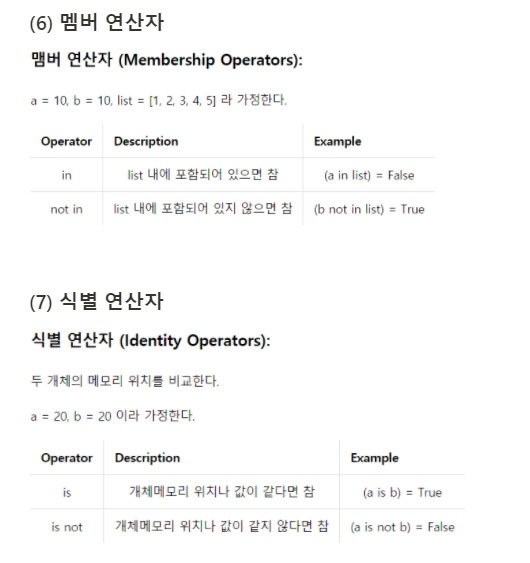 (6) 멤버 연산자
맴버 연산자 (Membership Operators):
a = 10, b = 10, list = [1, 2, 3, 4, 5] 라 가정한다.
Operator Description Example
in list 내에 포함되어 있으면 참 (a in list) = False
not in list 내에 포함되어 있지 않으면 참 (b not in list) = True
(7) 식별 연산자
식별 연산자 (Identity Operators):
두 개체의 메모리 위치를 비교한다.
a = 20, b = 20 이라 가정한다.
Operator Description Example
is 개체메모리 위치나 값이 같다면 참 (a is b) = True
is not 개체메모리 위치나 값이 같지 않다면 참 (a is not b) = False